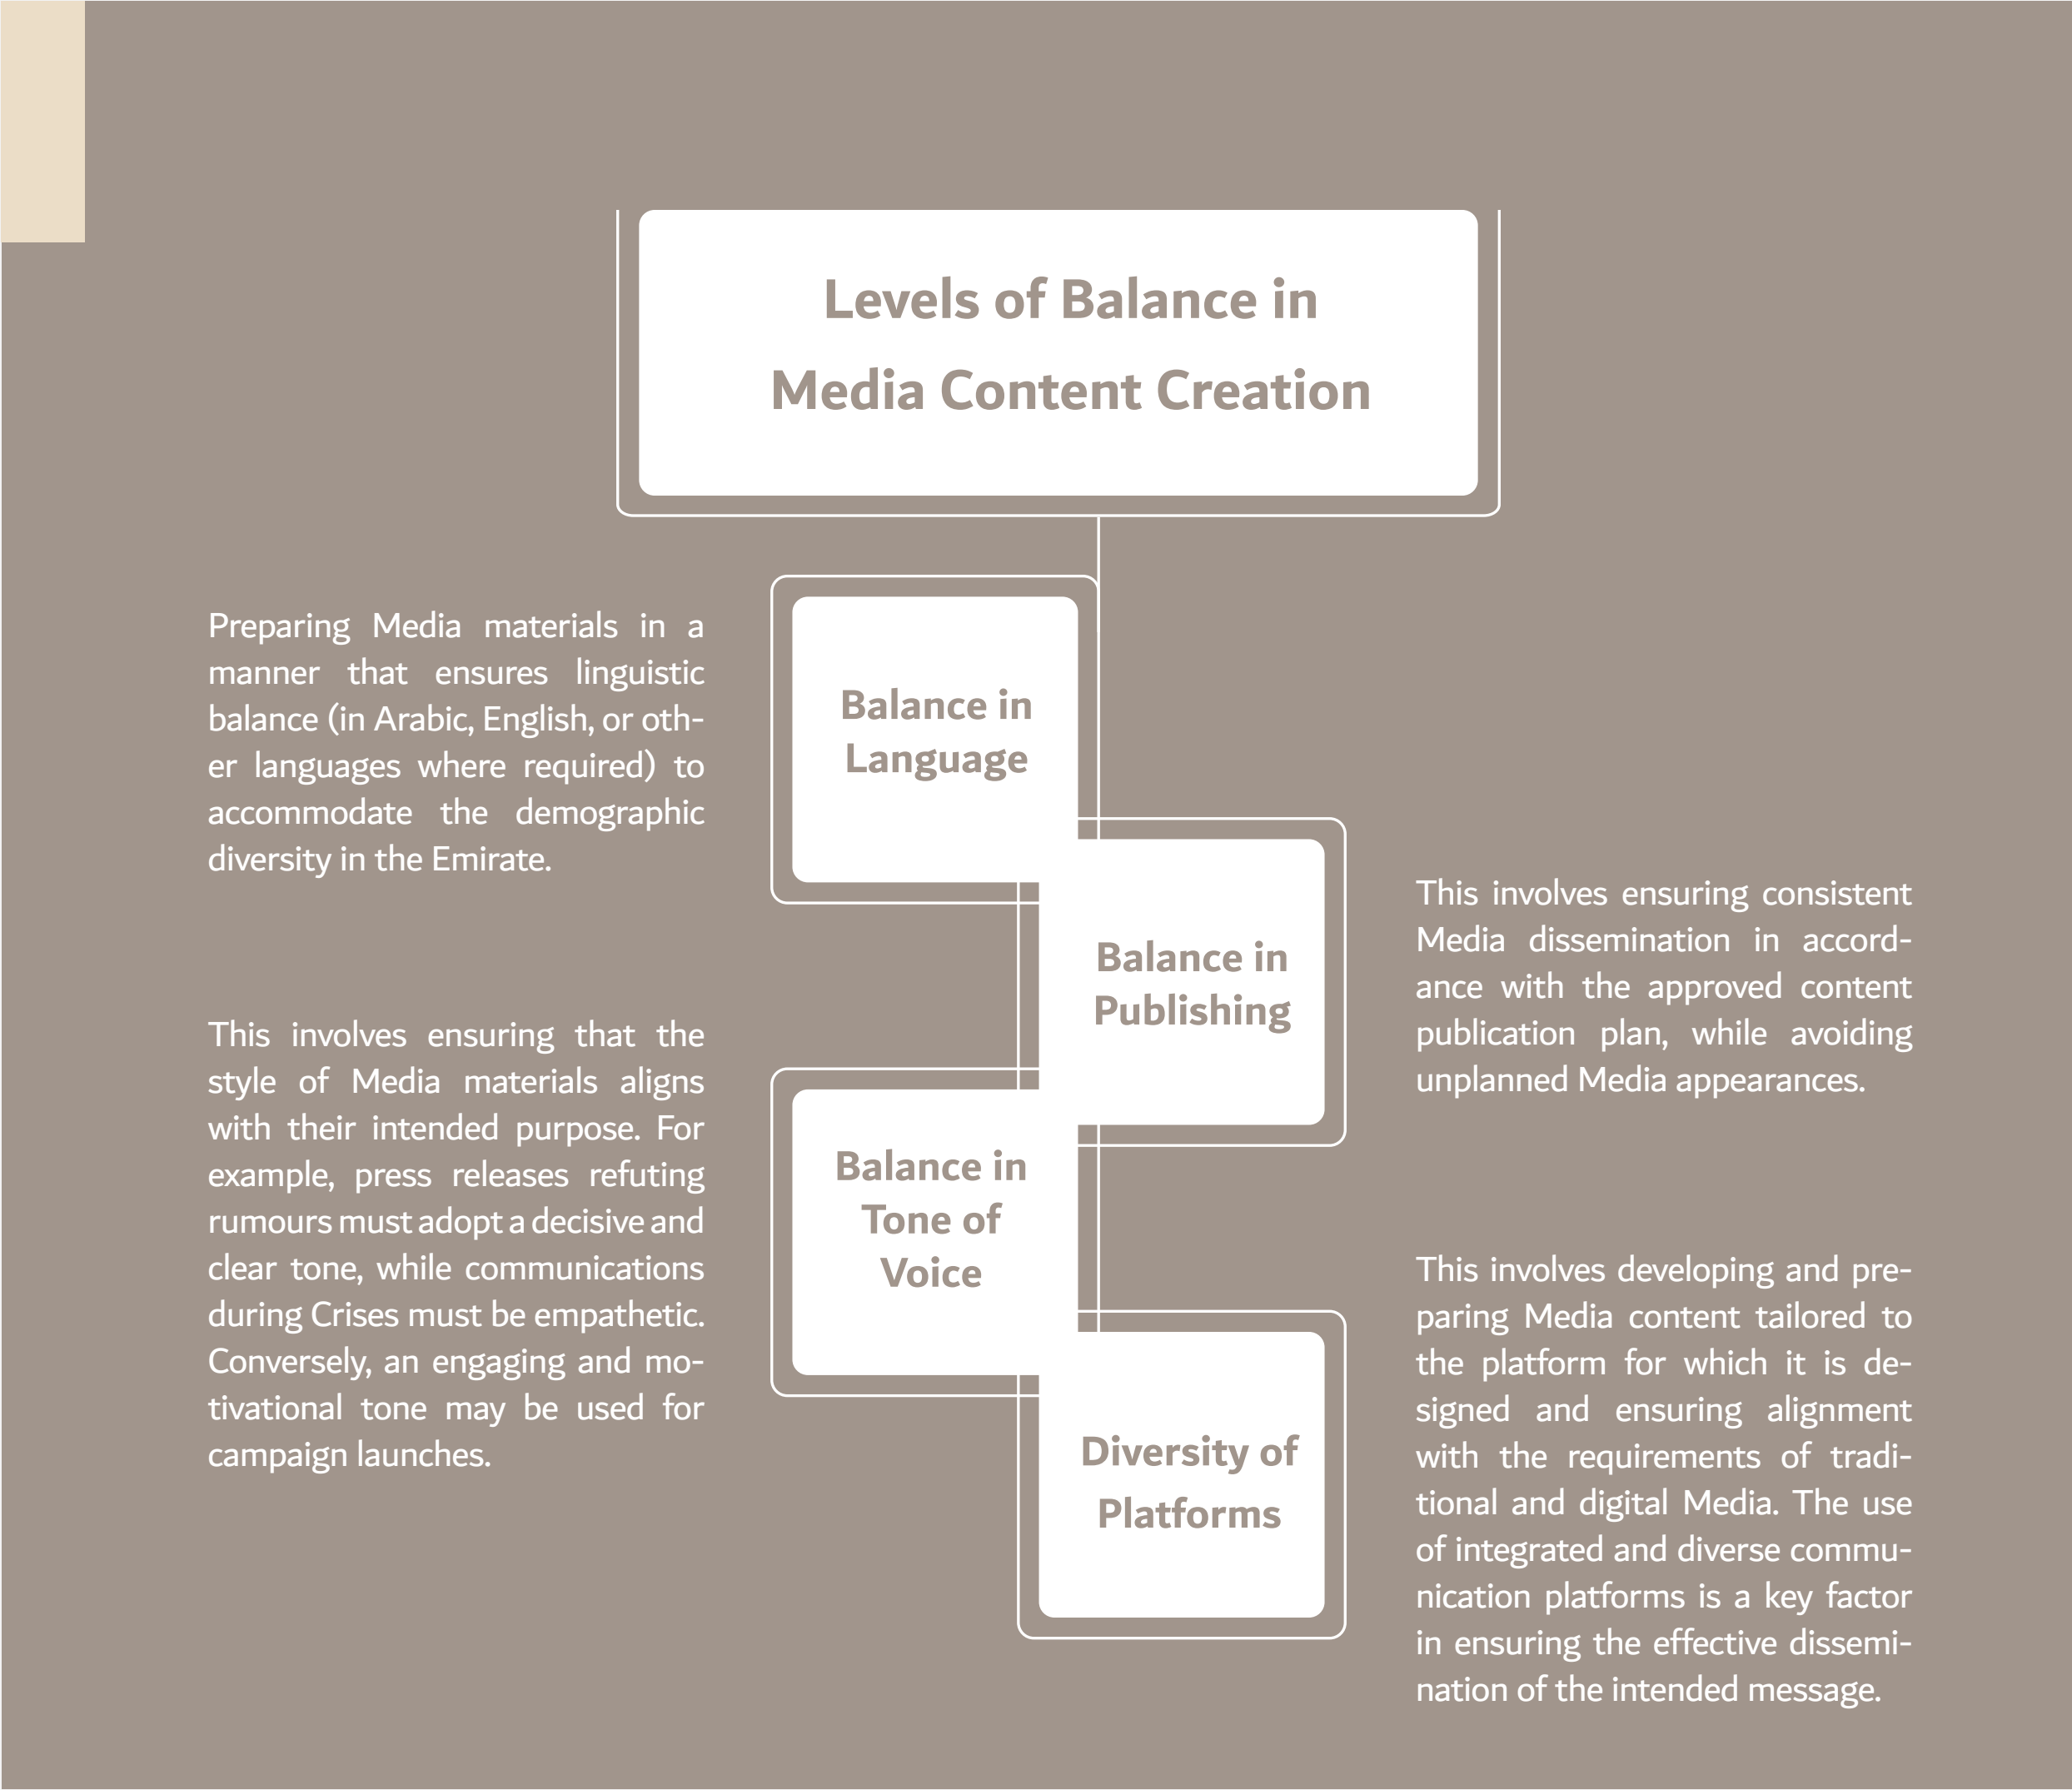 Levels of Balance in
Media Content Creation
Balance in
Language
Preparing Media materials in a
manner that ensures linguistic
balance (in Arabic, English, or oth-
er languages where required) to
accommodate the demographic
diversity in the Emirate.
Balance in
Publishing
This involves ensuring consistent
Media dissemination in accord-
ance with the approved content
publication plan, while avoiding
unplanned Media appearances.
Balance in
Tone of
Voice
This involves ensuring that the
style of Media materials aligns
with their intended purpose. For
example, press releases refuting
rumours must adopt a decisive and
clear tone, while communications
during Crises must be empathetic.
Conversely, an engaging and mo-
tivational tone may be used for
campaign launches.
Diversity of
Platforms
This involves developing and pre-
paring Media content tailored to
the platform for which it is de-
signed and ensuring alignment
with the requirements of tradi-
tional and digital Media. The use
of integrated and diverse commu-
nication platforms is a key factor
in ensuring the effective dissemi-
nation of the intended message.